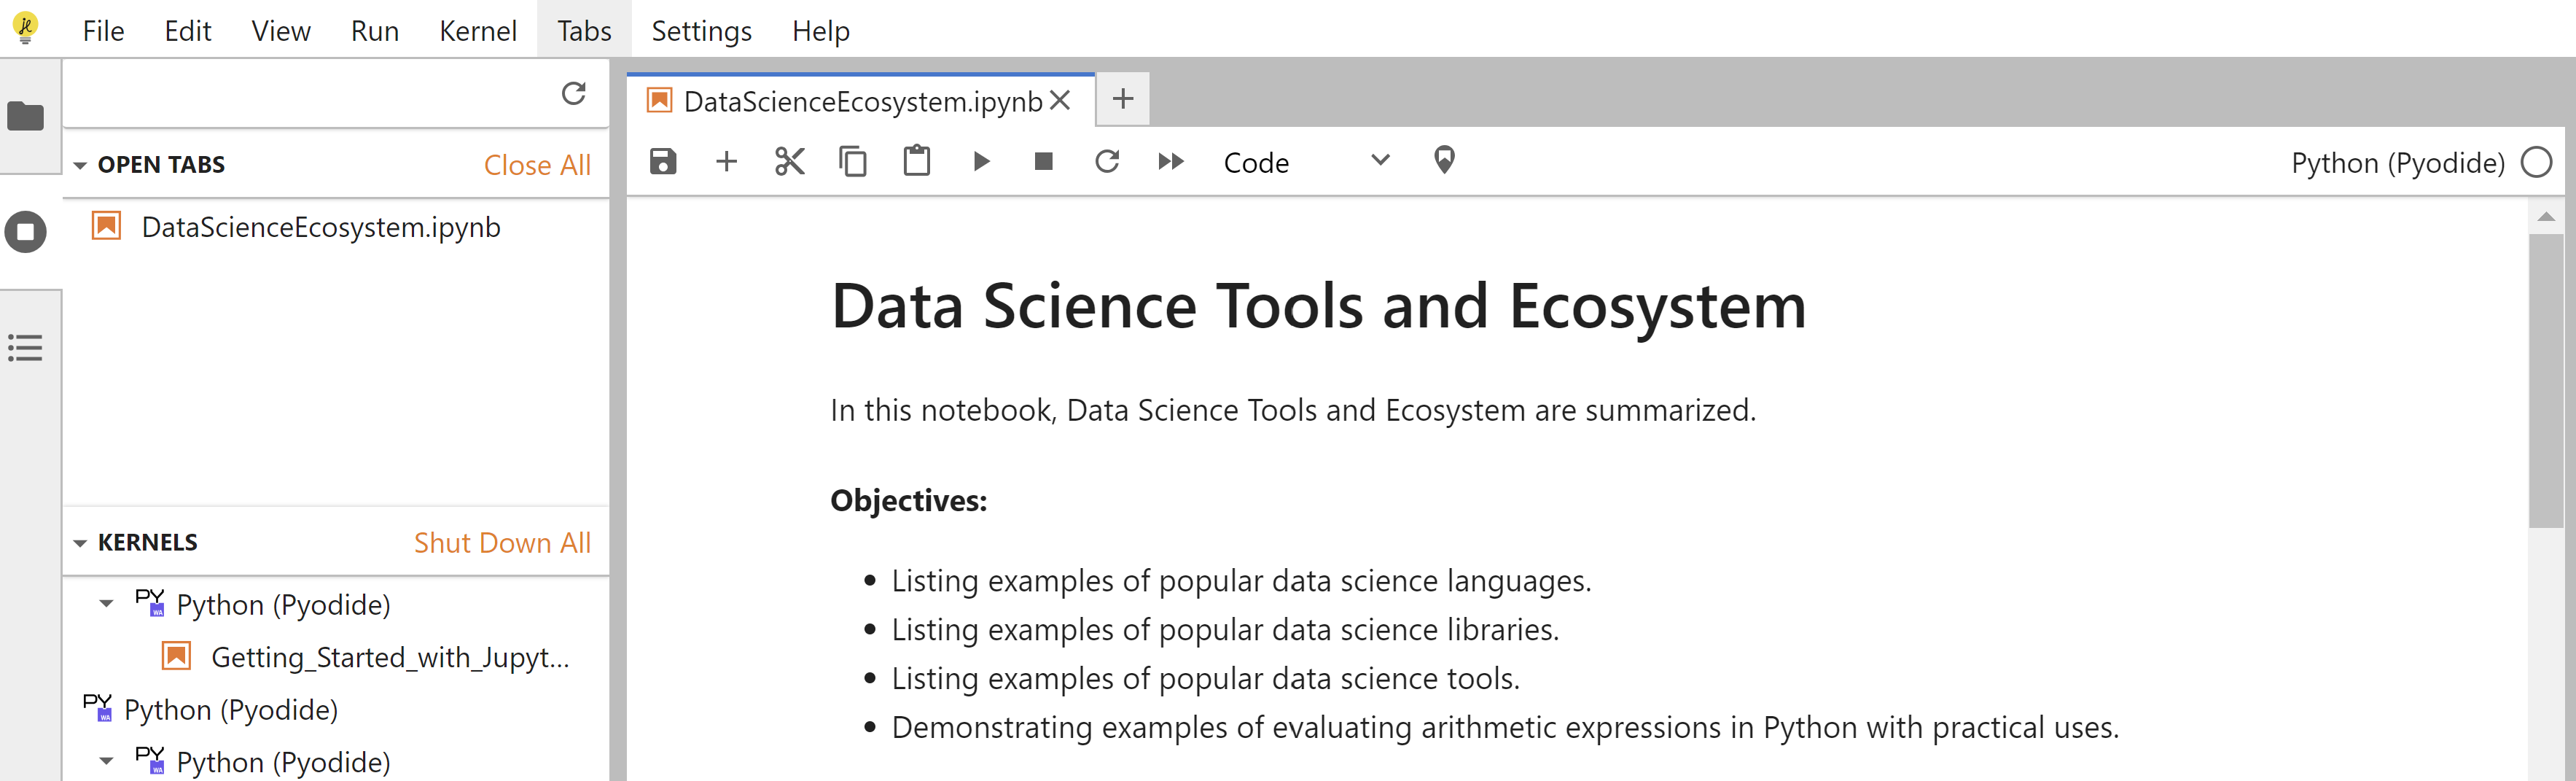 File Edit View Run Kernel Tabs Settings Help
OPEN TABS Close All
DataScienceEcosystem.ipynb
KERNELS Shut Down All
Python (Pyodide)
Getting_Started_with_Jupyt...
Python (Pyodide)
Python (Pyodide)
DataScienceEcosystem.ipynb
Code Python (Pyodide)
Data Science Tools and Ecosystem
In this notebook, Data Science Tools and Ecosystem are summarized.
Objectives:
Listing examples of popular data science languages.
Listing examples of popular data science libraries.
Listing examples of popular data science tools.
Demonstrating examples of evaluating arithmetic expressions in Python with practical uses.